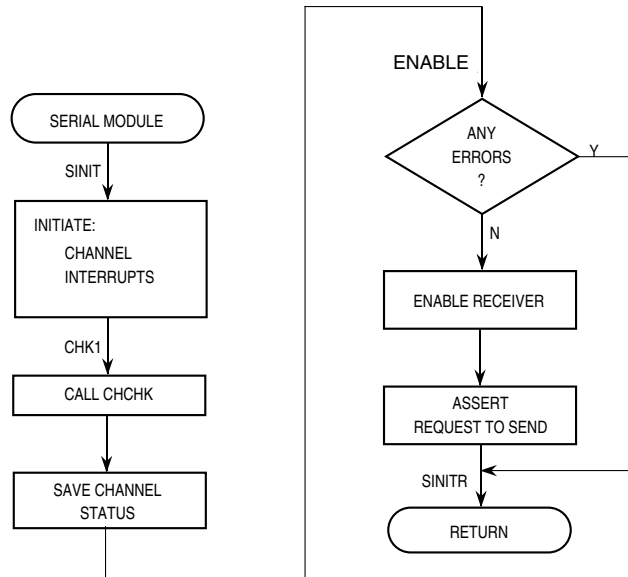 SERIAL MODULE
SINIT
INITIATE:
CHANNEL
INTERRUPTS
CHK1
CALL CHCHK
SAVE CHANNEL
STATUS
ENABLE
ANY
ERRORS
?
Y
N
ENABLE RECEIVER
ASSERT
REQUEST TO SEND
SINITR
RETURN